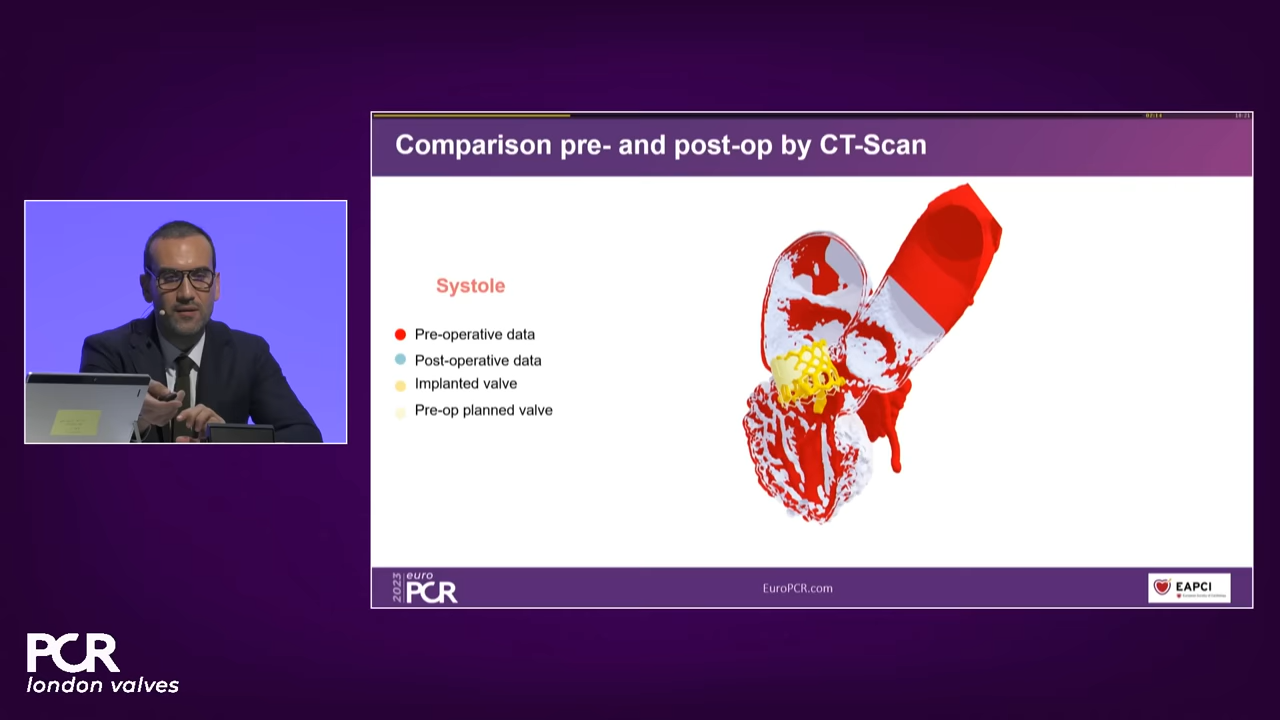 Comparison pre- and post-op by CT-Scan
Systole
Pre-operative data
Post-operative data
Implanted valve
Pre-op planned valve
2023 euro
PCR
EuroPCR.com
EAPCI
PCR
london valves